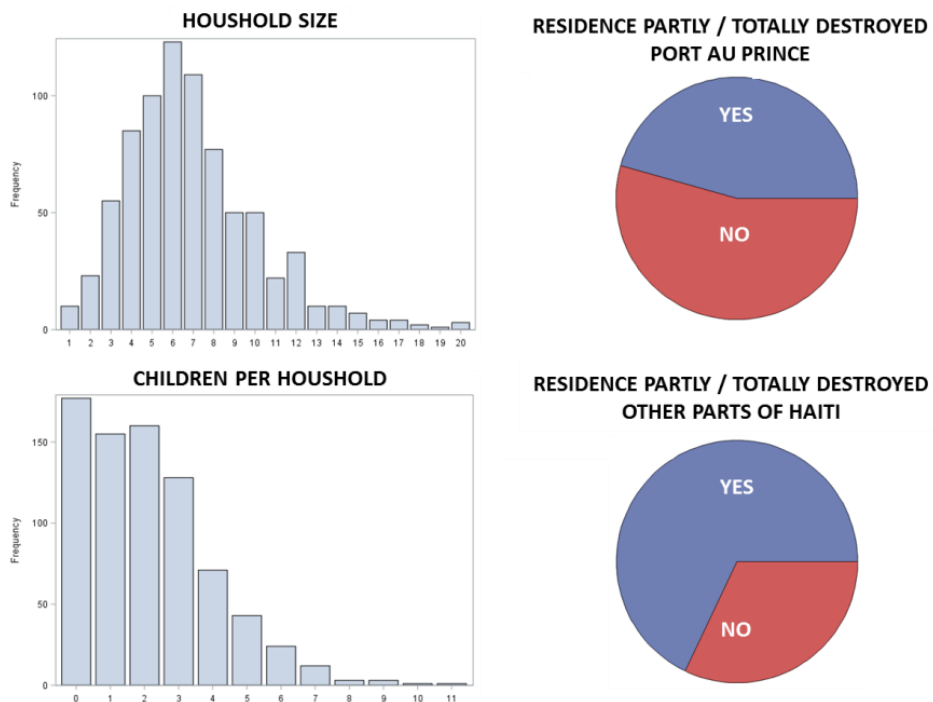 HOUSHOLD SIZE
Frequency
100
50
0
1 2 3 4 5 6 7 8 9 10 11 12 13 14 15 16 17 18 19 20
RESIDENCE PARTLY / TOTALLY DESTROYED
PORT AU PRINCE
YES
NO
CHILDREN PER HOUSHOLD
Frequency
150
100
50
0
0 1 2 3 4 5 6 7 8 9 10 11
RESIDENCE PARTLY / TOTALLY DESTROYED
OTHER PARTS OF HAITI
YES
NO